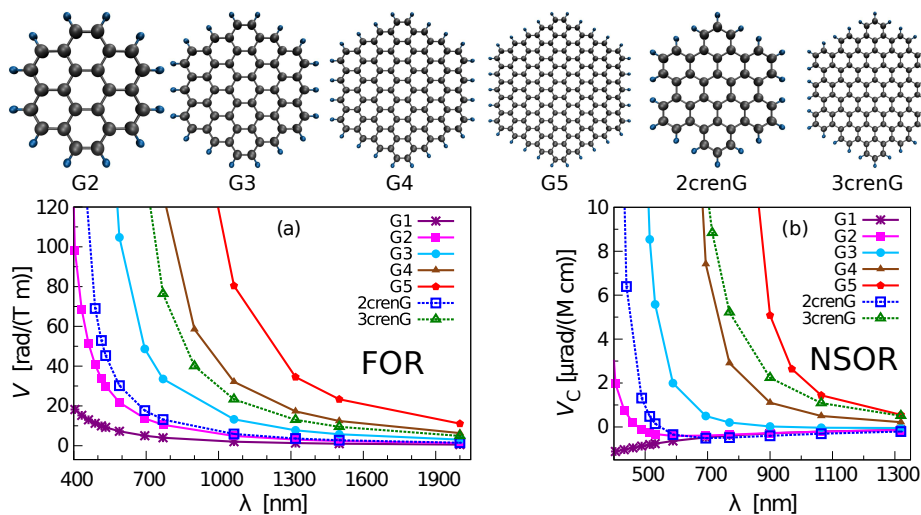 G2 G3 G4 G5 2crenG 3crenG
(a)
FOR
V [rad/(T m)]
120
100
80
60
40
20
0
400 700 1000 1300 1600 1900
λ [nm]
G1
G2
G3
G4
G5
2crenG
3crenG
(b)
NSOR
V_C [μrad/(M cm)]
10
8
6
4
2
0
500 700 900 1100 1300
λ [nm]
G1
G2
G3
G4
G5
2crenG
3crenG